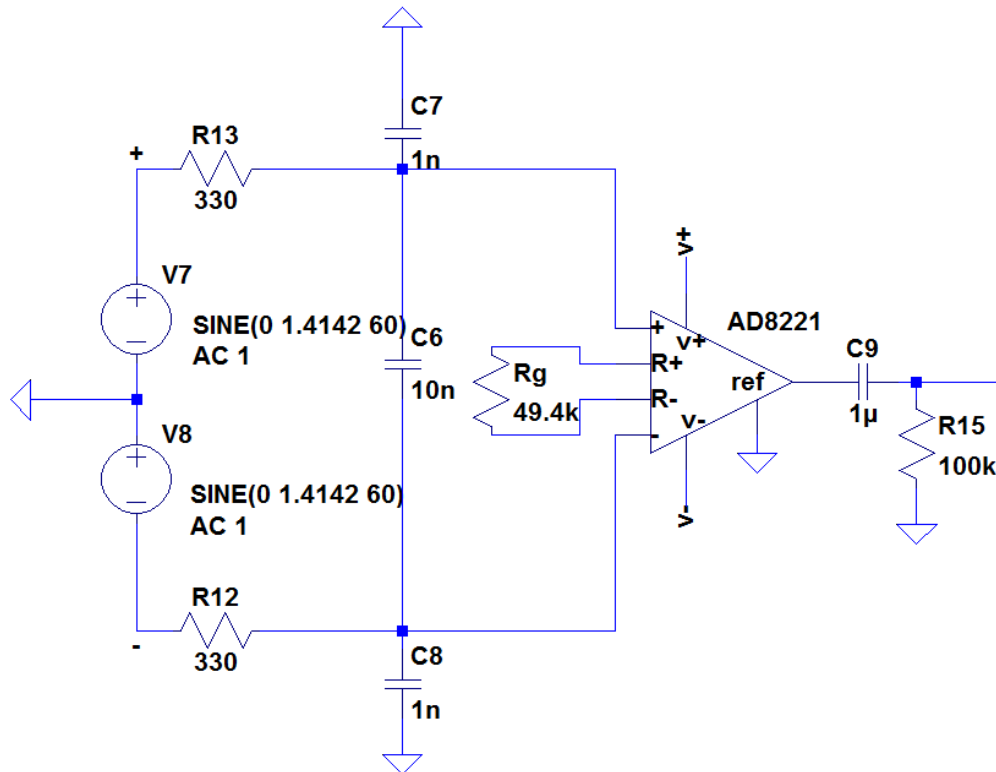 C7
1n
R13
+
330
V7
SINE(0 1.4142 60)
AC 1
C6
10n
V8
SINE(0 1.4142 60)
AC 1
R12
-
330
C8
1n
Rg
49.4k
v+
AD8221
+
v+
R+
ref
R-
v-
-
v-
C9
1µ
R15
100k